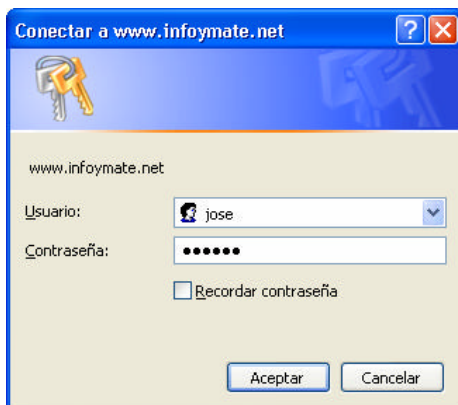 Conectar a www.infoymate.net
www.infoymate.net
Usuario: jose
Contraseña: ••••••
Recordar contraseña
Aceptar Cancelar